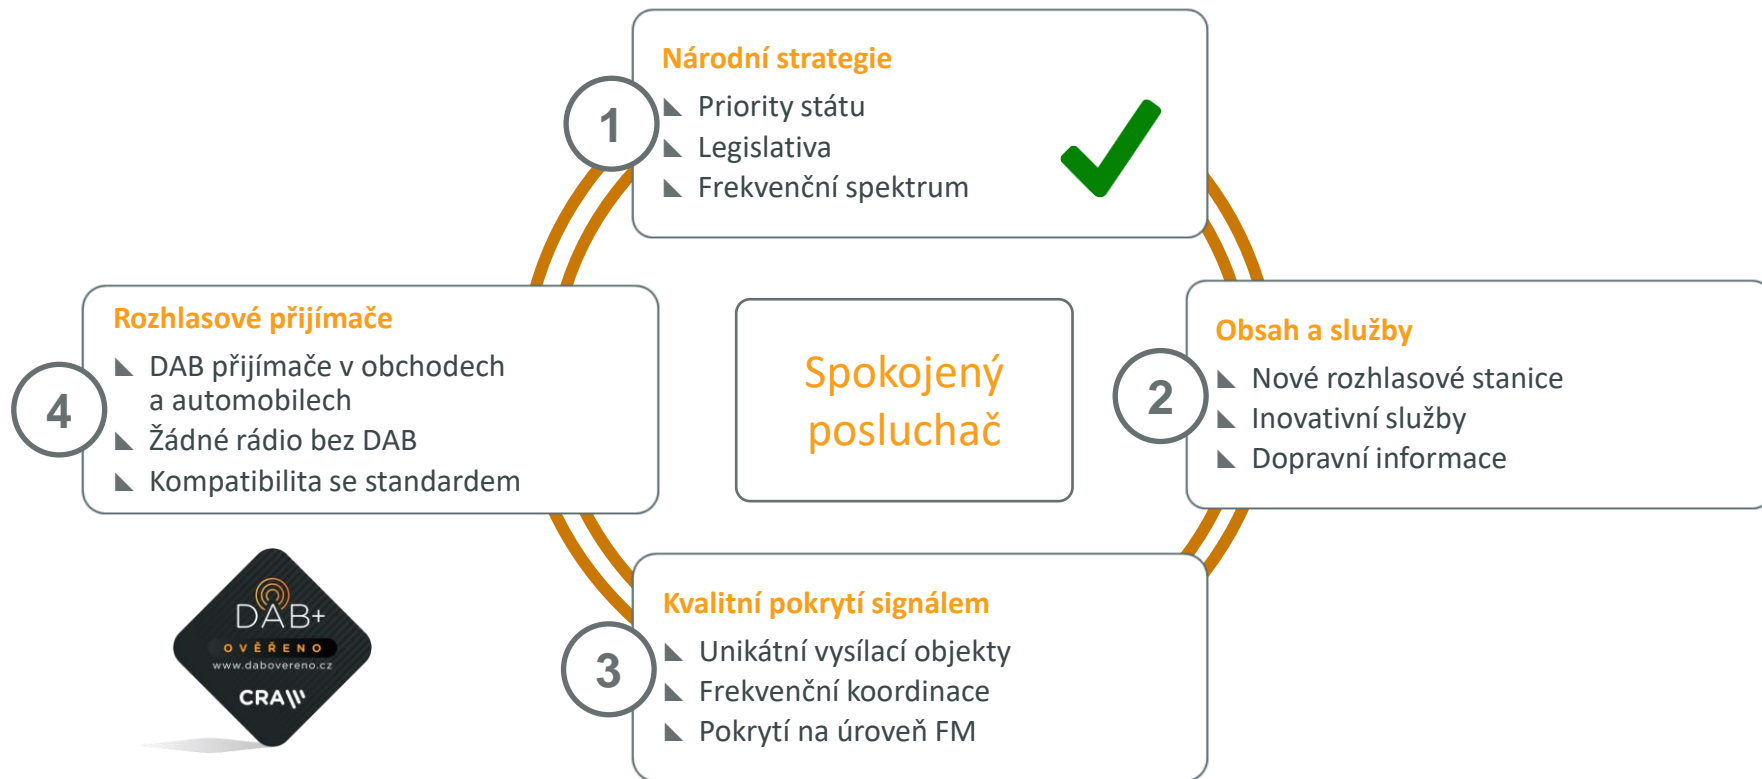 1
Národní strategie
Priority státu
Legislativa
Frekvenční spektrum
2
Obsah a služby
Nové rozhlasové stanice
Inovativní služby
Dopravní informace
3
Kvalitní pokrytí signálem
Unikátní vysílací objekty
Frekvenční koordinace
Pokrytí na úroveň FM
4
Rozhlasové přijímače
DAB přijímače v obchodech
a automobilech
Žádné rádio bez DAB
Kompatibilita se standardem
Spokojený
posluchač
DAB+
OVĚŘENO
www.dabovereno.cz
CRA